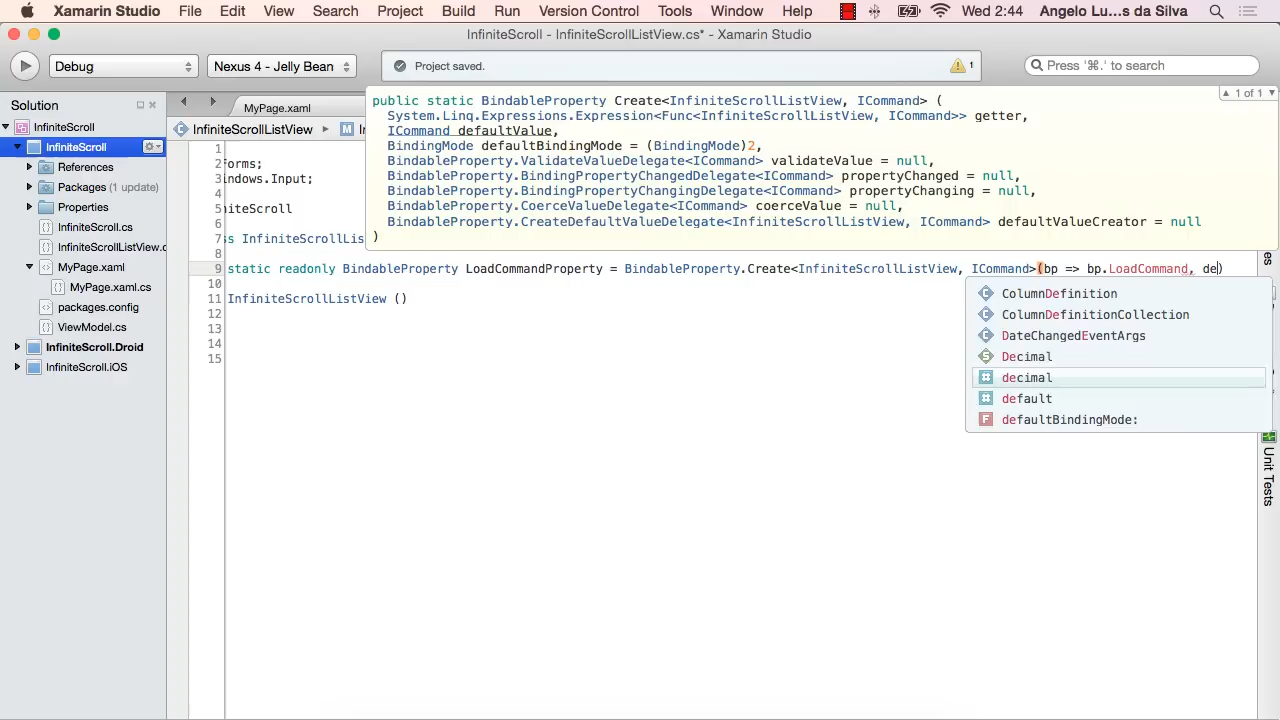 Xamarin Studio File Edit View Search Project Build Run Version Control Tools Window Help Wed 2:44 Angelo Lu...s da Silva
InfiniteScroll - InfiniteScrollListView.cs* - Xamarin Studio
Debug Nexus 4 - Jelly Bean Project saved. 1 Press '⌘.' to search
Solution
MyPage.xaml
InfiniteScrollListView
InfiniteScroll
InfiniteScroll
References
Packages (1 update)
Properties
InfiniteScroll.cs
InfiniteScrollListView.c
MyPage.xaml
MyPage.xaml.cs
packages.config
ViewModel.cs
InfiniteScroll.Droid
InfiniteScroll.iOS
1 of 1
public static BindableProperty Create<InfiniteScrollListView, ICommand> (
System.Linq.Expressions.Expression<Func<InfiniteScrollListView, ICommand>> getter,
ICommand defaultValue,
BindingMode defaultBindingMode = (BindingMode)2,
BindableProperty.ValidateValueDelegate<ICommand> validateValue = null,
BindableProperty.BindingPropertyChangedDelegate<ICommand> propertyChanged = null,
BindableProperty.BindingPropertyChangingDelegate<ICommand> propertyChanging = null,
BindableProperty.CoerceValueDelegate<ICommand> coerceValue = null,
BindableProperty.CreateDefaultValueDelegate<InfiniteScrollListView, ICommand> defaultValueCreator = null
)
1
2 orms;
3 ndows.Input;
4
5 niteScroll
6
7 ss InfiniteScrollLis
8
9 static readonly BindableProperty LoadCommandProperty = BindableProperty.Create<InfiniteScrollListView, ICommand>(bp => bp.LoadCommand, de)
10
11 InfiniteScrollListView ()
12
13
14
15
ColumnDefinition
ColumnDefinitionCollection
DateChangedEventArgs
Decimal
decimal
default
defaultBindingMode:
es
Unit Tests